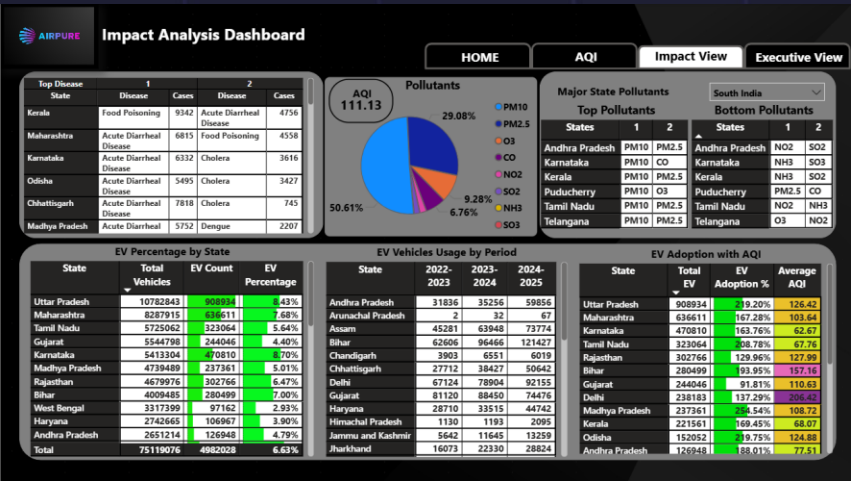 AIRPURE
Impact Analysis Dashboard
HOME
AQI
Impact View
Executive View
Top Disease 1 2
State Disease Cases Disease Cases
Kerala Food Poisoning 9342 Acute Diarrheal Disease 4756
Maharashtra Acute Diarrheal Disease 6815 Food Poisoning 4558
Karnataka Acute Diarrheal Disease 6332 Cholera 3616
Odisha Acute Diarrheal Disease 5495 Cholera 3427
Chhattisgarh Acute Diarrheal Disease 7818 Cholera 745
Madhya Pradesh Acute Diarrheal 5752 Dengue 2207
AQI
111.13
Pollutants
29.08%
9.28%
6.76%
50.61%
PM10
PM2.5
O3
CO
NO2
SO2
NH3
SO3
Major State Pollutants
South India
Top Pollutants
States 1 2
Andhra Pradesh PM10 PM2.5
Karnataka PM10 CO
Kerala PM10 PM2.5
Puducherry PM10 O3
Tamil Nadu PM10 PM2.5
Telangana PM10 PM2.5
Bottom Pollutants
States 1 2
Andhra Pradesh NO2 SO2
Karnataka NH3 SO3
Kerala NH3 SO2
Puducherry PM2.5 CO
Tamil Nadu NO2 NH3
Telangana O3 NO2
EV Percentage by State
State Total Vehicles EV Count EV Percentage
Uttar Pradesh 10782843 908934 8.43%
Maharashtra 8287915 636611 7.68%
Tamil Nadu 5725062 323064 5.64%
Gujarat 5544798 244046 4.40%
Karnataka 5413304 470810 8.70%
Madhya Pradesh 4739489 237361 5.01%
Rajasthan 4679976 302766 6.47%
Bihar 4009485 280499 7.00%
West Bengal 3317399 97162 2.93%
Haryana 2742665 106967 3.90%
Andhra Pradesh 2651214 126948 4.79%
Total 75119076 4982028 6.63%
EV Vehicles Usage by Period
State 2022-2023 2023-2024 2024-2025
Andhra Pradesh 31836 35256 59856
Arunachal Pradesh 2 32 67
Assam 45281 63948 73774
Bihar 62606 96466 121427
Chandigarh 3903 6551 6019
Chhattisgarh 27712 38427 50642
Delhi 67124 78904 92155
Gujarat 81120 88450 74476
Haryana 28710 33515 44742
Himachal Pradesh 1130 1193 2095
Jammu and Kashmir 5642 11645 13259
Jharkhand 16073 22330 28824
EV Adoption with AQI
State Total EV EV Adoption % Average AQI
Uttar Pradesh 908934 219.20% 126.42
Maharashtra 636611 167.28% 103.64
Karnataka 470810 163.76% 62.67
Tamil Nadu 323064 208.78% 67.76
Rajasthan 302766 129.96% 127.99
Bihar 280499 193.95% 157.16
Gujarat 244046 91.81% 110.63
Delhi 238183 137.29% 206.42
Madhya Pradesh 237361 254.54% 108.72
Kerala 221561 169.45% 68.07
Odisha 152052 219.75% 124.88
Andhra Pradesh 126948 188.01% 77.51